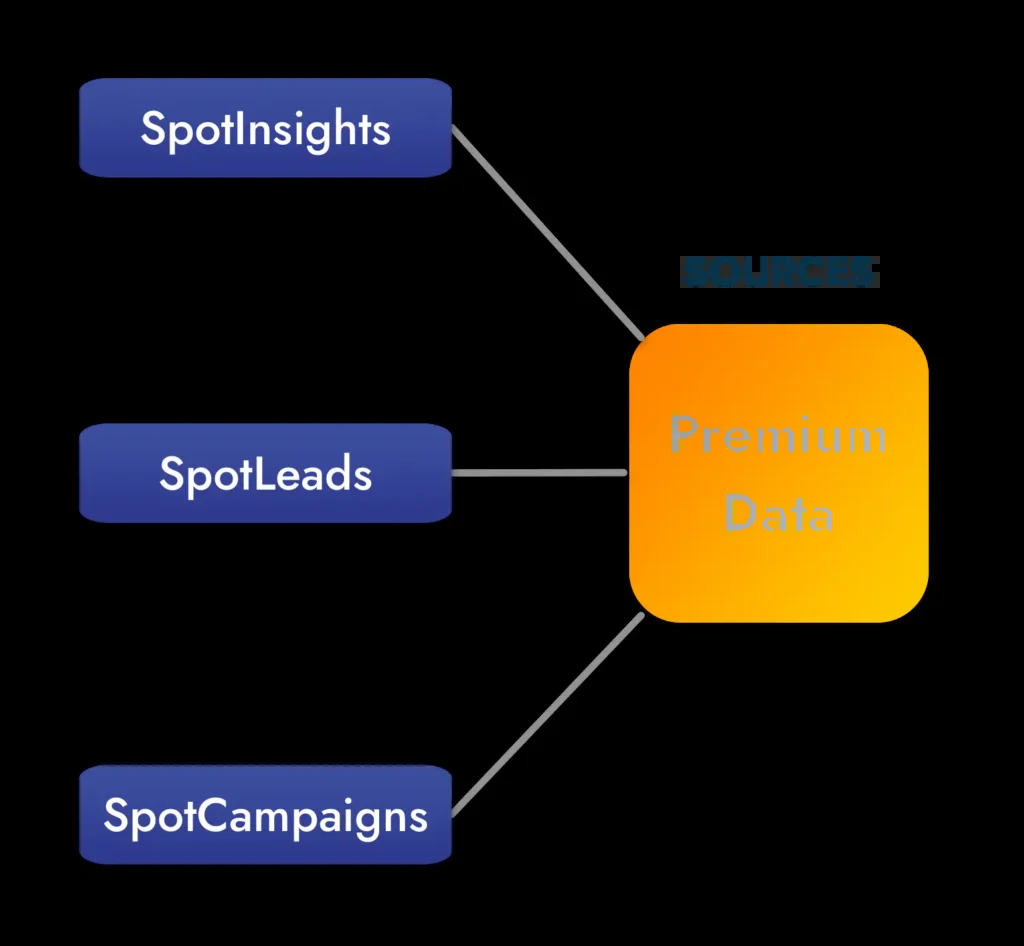 SpotInsights
SOURCES
SpotLeads
Premium
Data
SpotCampaigns